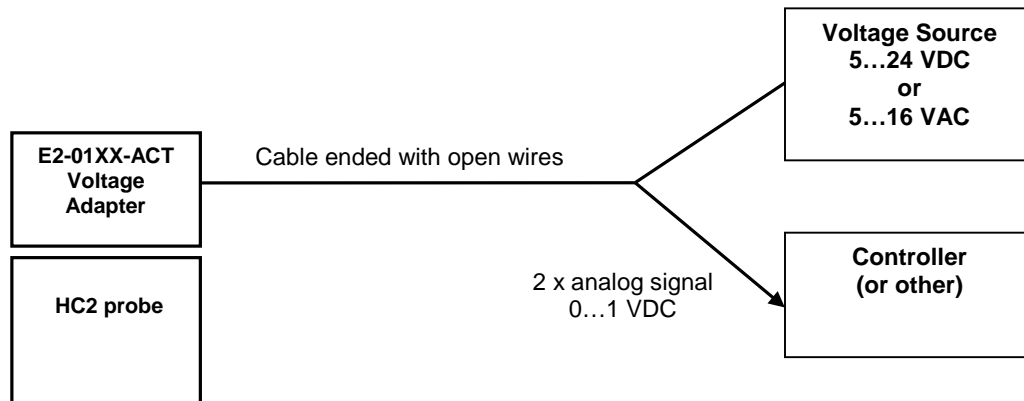 Voltage Source
5…24 VDC
or
5…16 VAC
E2-01XX-ACT
Voltage
Adapter
Cable ended with open wires
Controller
(or other)
2 x analog signal
0…1 VDC
HC2 probe